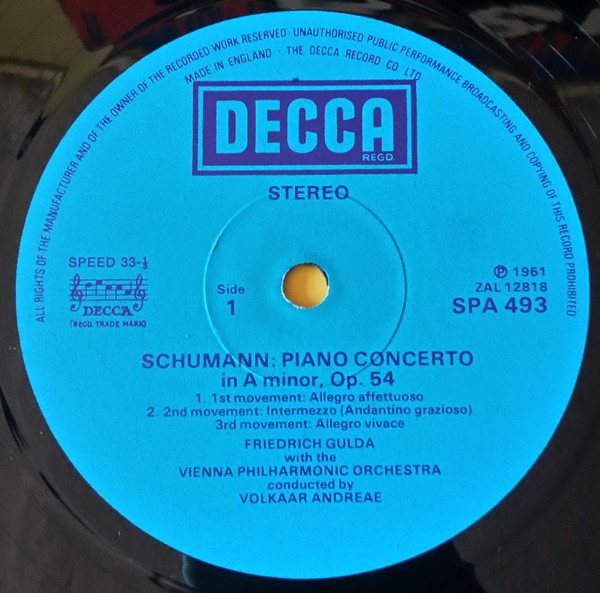 ALL RIGHTS OF THE MANUFACTURER AND OF THE OWNER OF THE RECORDED WORK RESERVED · UNAUTHORISED PUBLIC PERFORMANCE BROADCASTING AND COPYING OF THIS RECORD PROHIBITED
MADE IN ENGLAND · THE DECCA RECORD CO LTD
DECCA
REGD.
STEREO
SPEED 33-⅓
DECCA
(REGD. TRADE MARK)
Side
1
℗ 1961
ZAL 12818
SPA 493
SCHUMANN: PIANO CONCERTO
in A minor, Op. 54
1. 1st movement: Allegro affettuoso
2. 2nd movement: Intermezzo (Andantino grazioso)
3rd movement: Allegro vivace
FRIEDRICH GULDA
with the
VIENNA PHILHARMONIC ORCHESTRA
conducted by
VOLKAAR ANDREAE